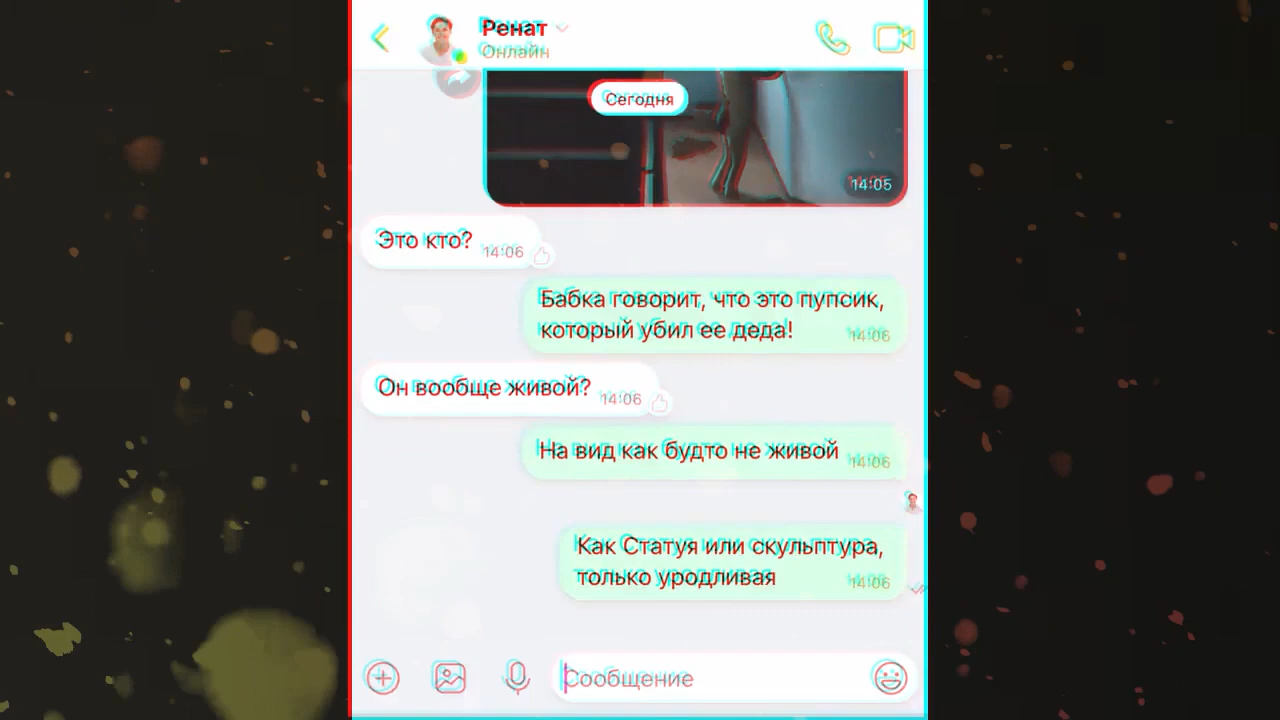 Ренат
Онлайн
Сегодня
14:05
Это кто?
14:06
Бабка говорит, что это пупсик,
который убил ее деда!
14:06
Он вообще живой?
14:06
На вид как будто не живой
14:06
Как Статуя или скульптура,
только уродливая
14:06
Сообщение